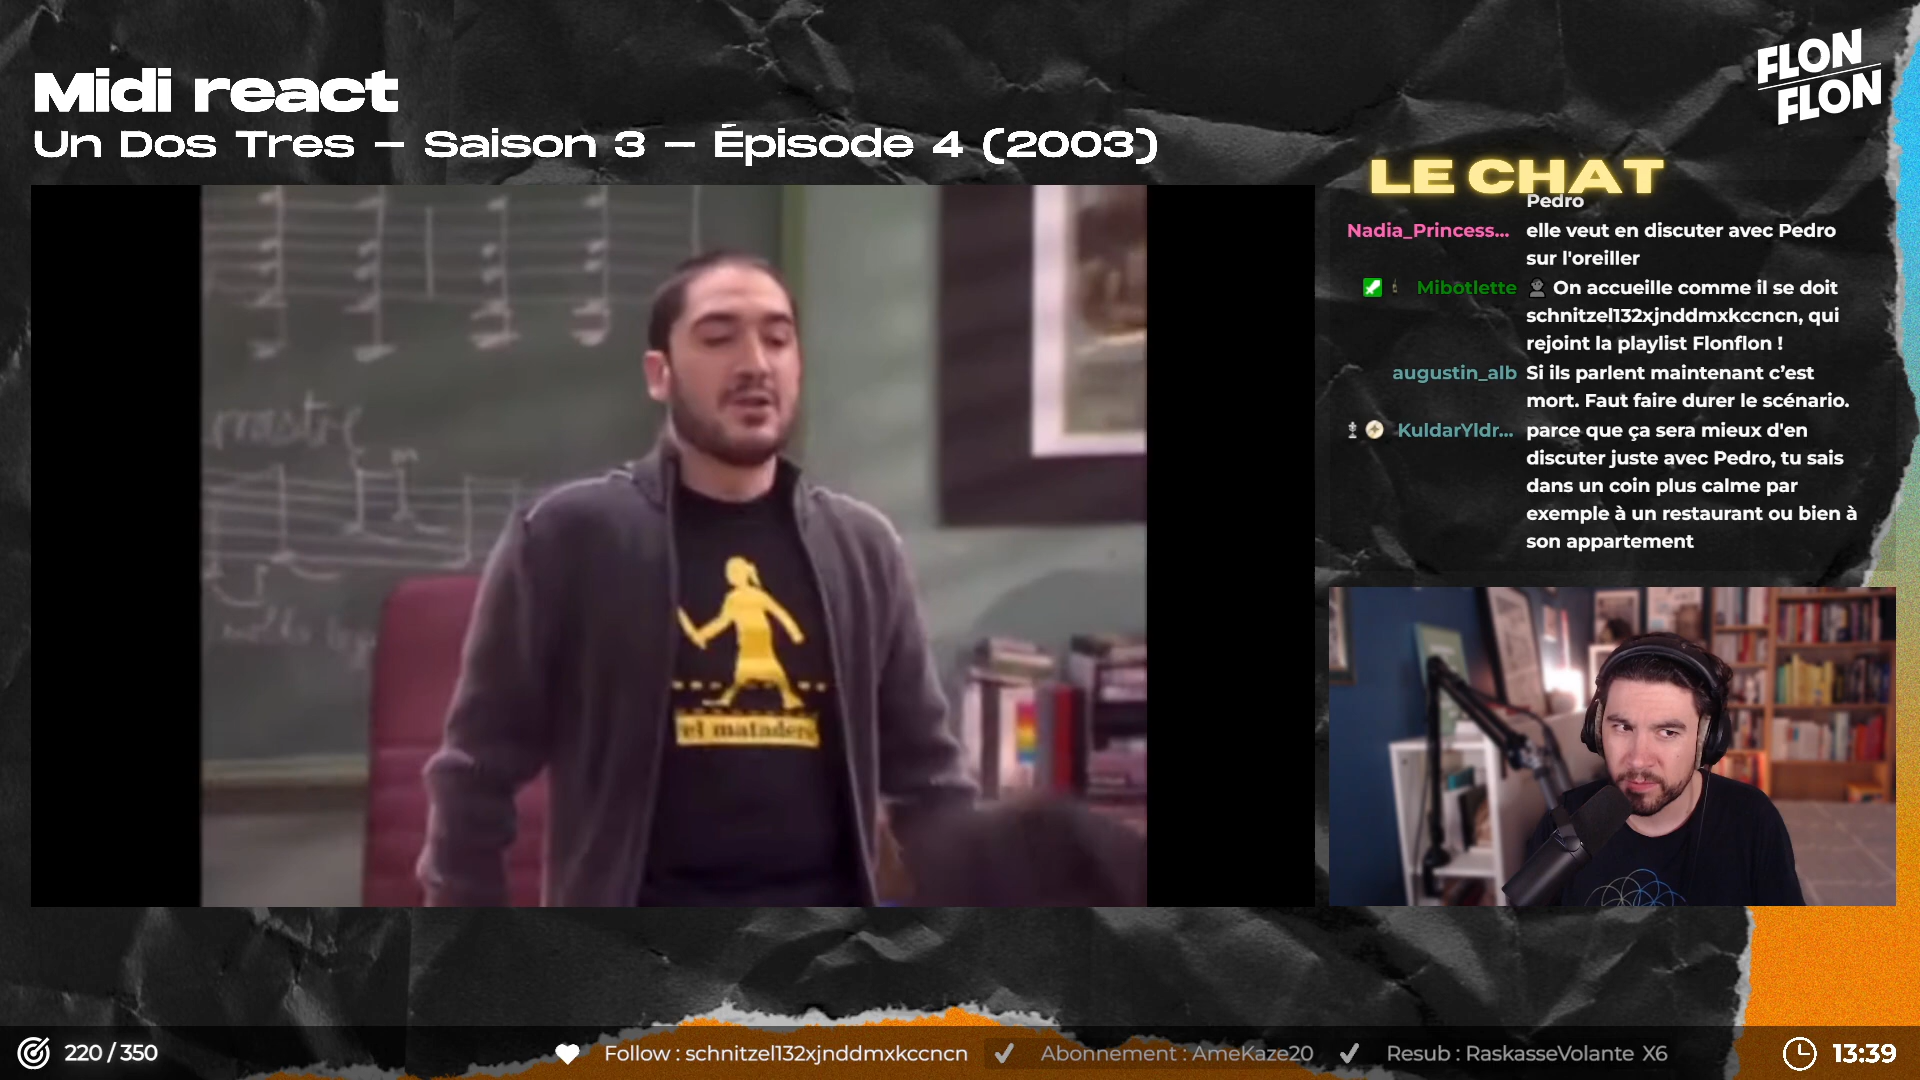 Midi react
Un Dos Tres – Saison 3 – Épisode 4 (2003)
FLON
FLON
LE CHAT
Pedro
Nadia_Princess... elle veut en discuter avec Pedro
sur l'oreiller
Mibotlette On accueille comme il se doit
schnitzel132xjnddmxkccncn, qui
rejoint la playlist Flonflon !
augustin_alb Si ils parlent maintenant c’est
mort. Faut faire durer le scénario.
KuldarYldr... parce que ça sera mieux d'en
discuter juste avec Pedro, tu sais
dans un coin plus calme par
exemple à un restaurant ou bien à
son appartement
el matadero
220 / 350
Follow : schnitzel132xjnddmxkccncn
Abonnement : AmeKaze20
Resub : RaskasseVolante X6
13:39